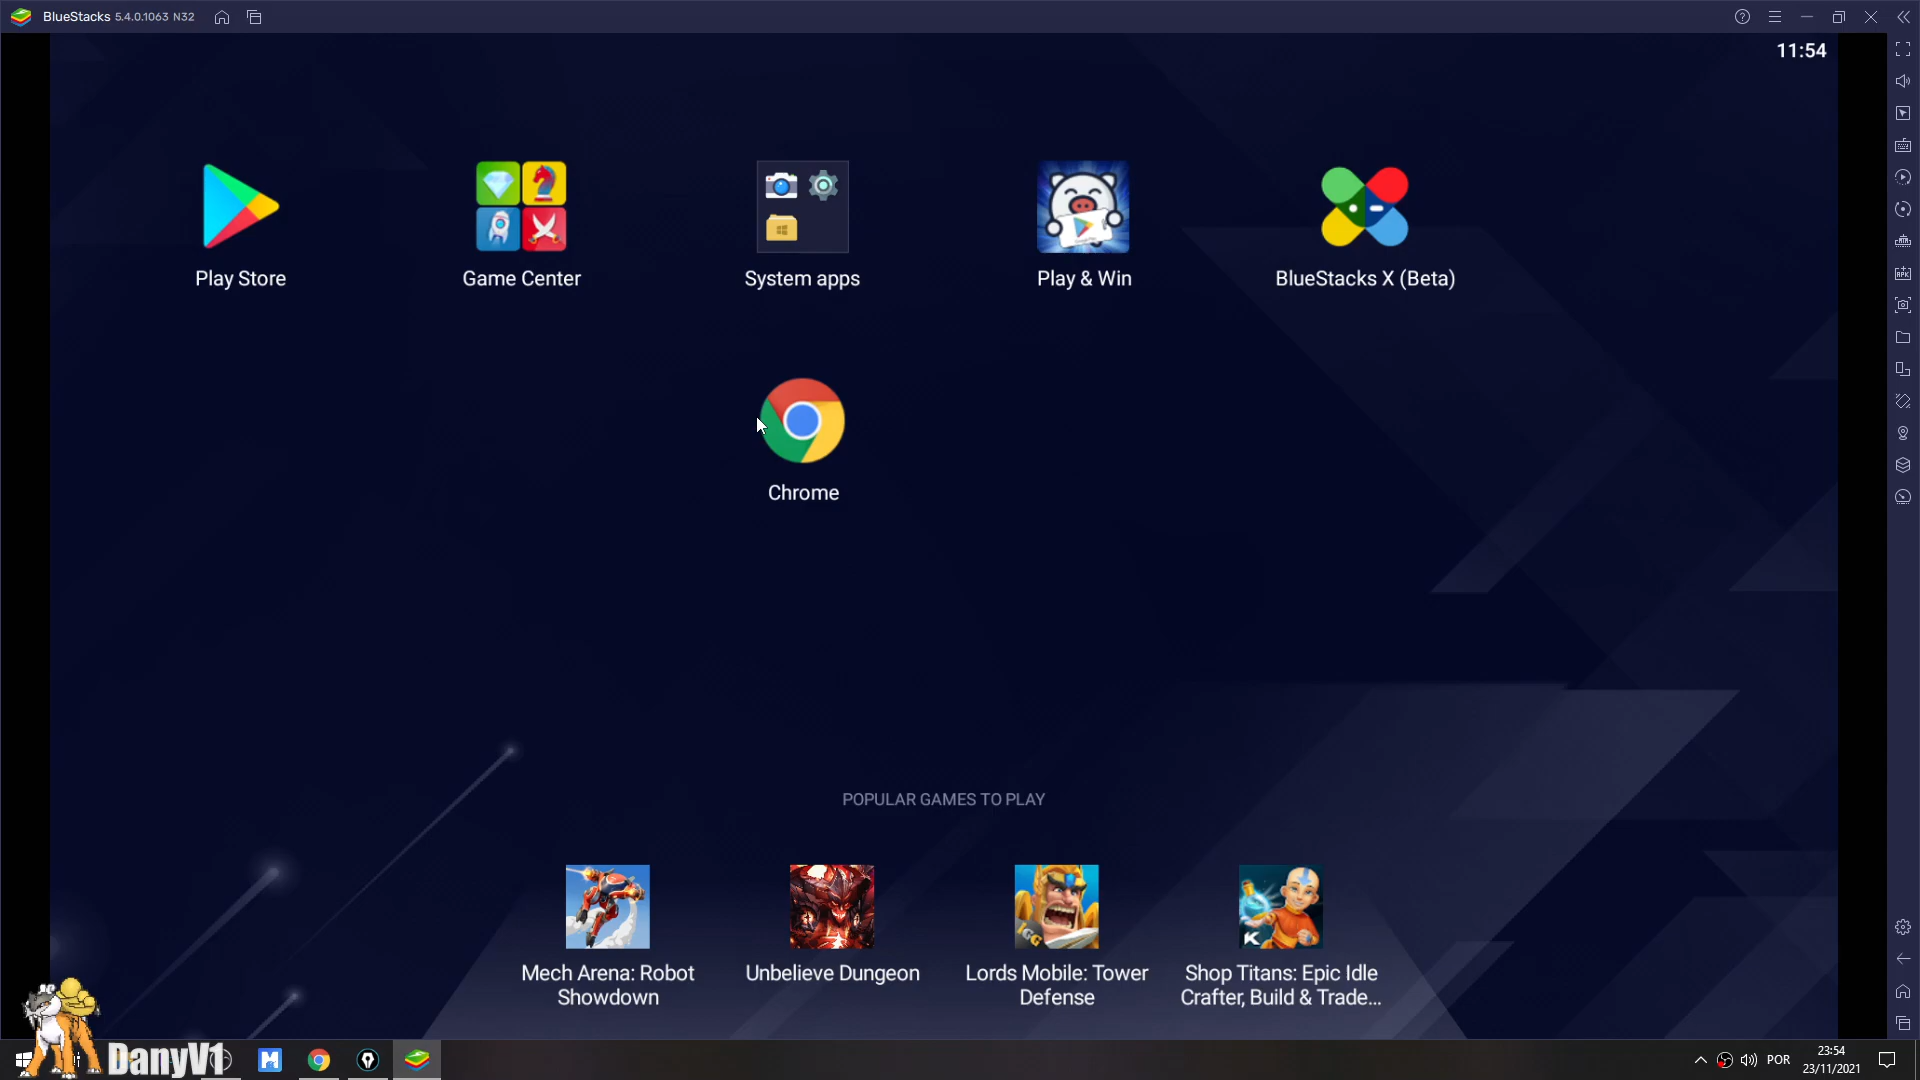 BlueStacks 5.4.0.1063 N32
11:54
Play Store
Game Center
System apps
Play & Win
BlueStacks X (Beta)
Chrome
POPULAR GAMES TO PLAY
Mech Arena: Robot
Showdown
Unbelieve Dungeon
IGG
Lords Mobile: Tower
Defense
K
Shop Titans: Epic Idle
Crafter, Build & Trade...
APK
DanyV1
M
POR
23:54
23/11/2021